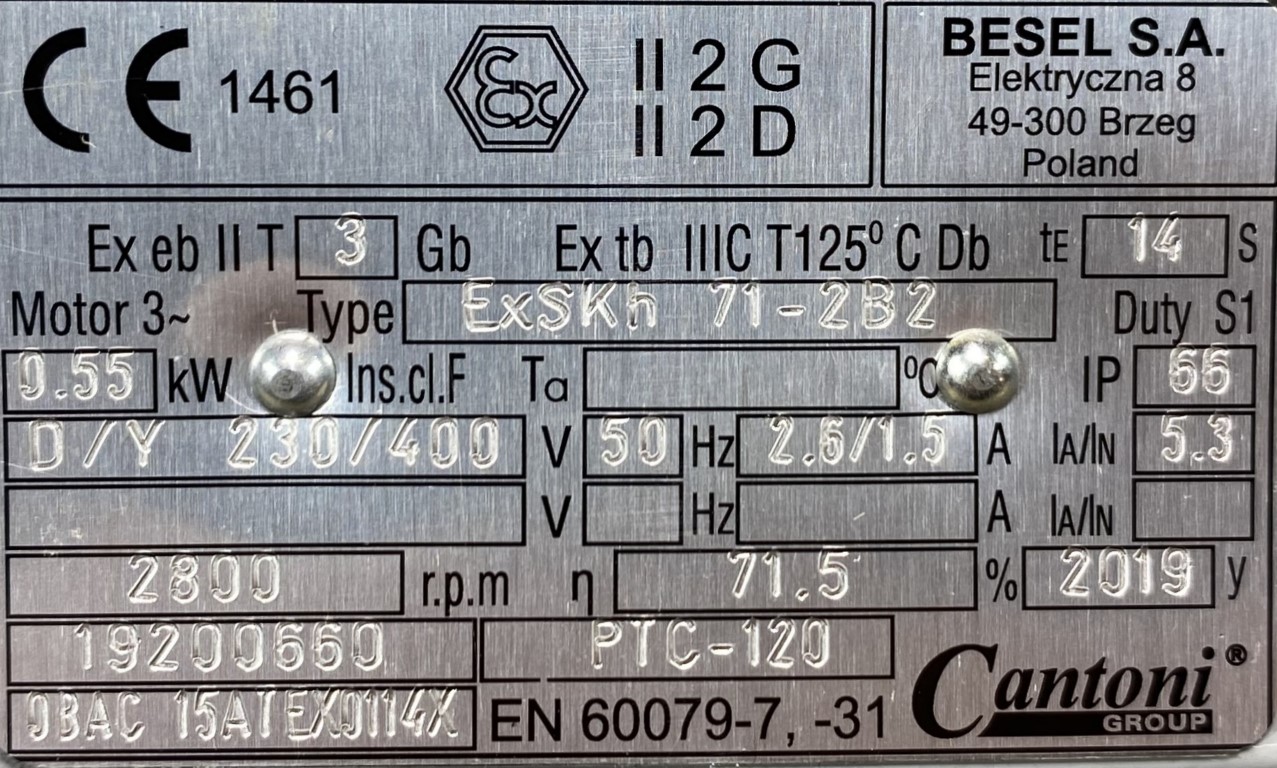 CE 1461 Ex II 2 G
II 2 D
BESEL S.A.
Elektryczna 8
49-300 Brzeg
Poland
Ex eb II T 3 Gb Ex tb IIIC T125° C Db tE 14 S
Motor 3~ Type ExSKh 71-2B2 Duty S1
0.55 kW Ins.cl.F Ta °C IP 66
D/Y 230/400 V 50 Hz 2.6/1.5 A IA/IN 5.3
V Hz A IA/IN
2800 r.p.m η 71.5 % 2019 y
19200660 PTC-120
OBAC 15ATEX0114X EN 60079-7, -31
Cantoni®
GROUP